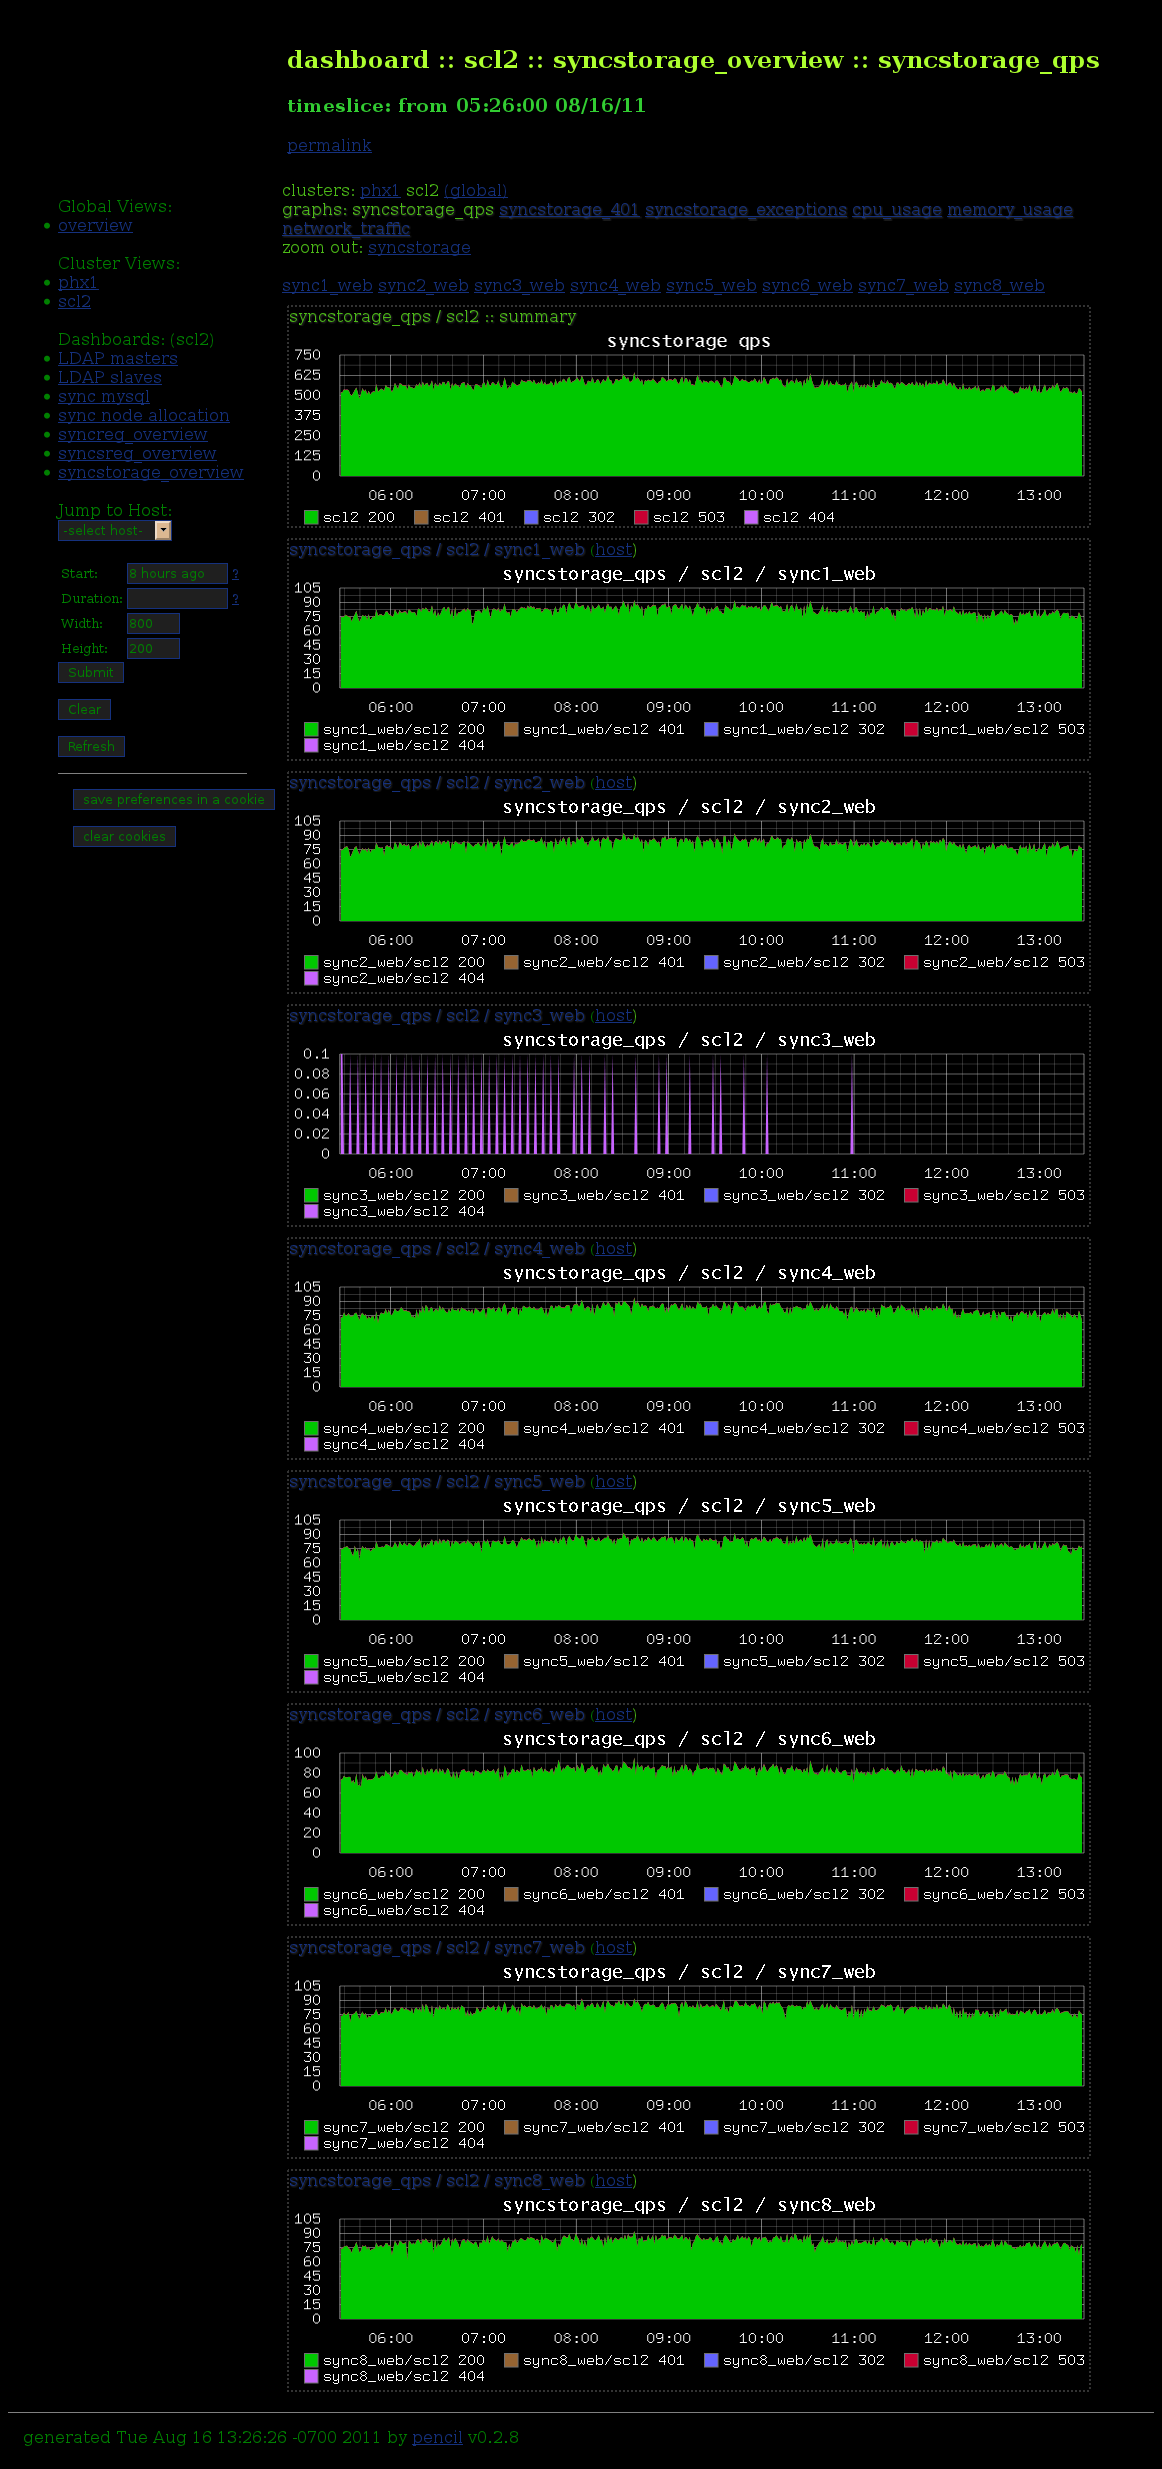 dashboard :: scl2 :: syncstorage_overview :: syncstorage_qps
timeslice: from 05:26:00 08/16/11
permalink
Global Views:
overview
Cluster Views:
phx1
scl2
Dashboards: (scl2)
LDAP masters
LDAP slaves
sync mysql
sync node allocation
syncreg_overview
syncsreg_overview
syncstorage_overview
Jump to Host:
-select host-
Start: 8 hours ago ?
Duration: ?
Width: 800
Height: 200
Submit
Clear
Refresh
save preferences in a cookie
clear cookies
clusters: phx1 scl2 (global)
graphs: syncstorage_qps syncstorage_401 syncstorage_exceptions cpu_usage memory_usage
network_traffic
zoom out: syncstorage
sync1_web sync2_web sync3_web sync4_web sync5_web sync6_web sync7_web sync8_web
syncstorage_qps / scl2 :: summary
syncstorage qps
750
625
500
375
250
125
0
06:00 07:00 08:00 09:00 10:00 11:00 12:00 13:00
scl2 200 scl2 401 scl2 302 scl2 503 scl2 404
syncstorage_qps / scl2 / sync1_web (host)
syncstorage_qps / scl2 / sync1_web
105
90
75
60
45
30
15
0
06:00 07:00 08:00 09:00 10:00 11:00 12:00 13:00
sync1_web/scl2 200 sync1_web/scl2 401 sync1_web/scl2 302 sync1_web/scl2 503
sync1_web/scl2 404
syncstorage_qps / scl2 / sync2_web (host)
syncstorage_qps / scl2 / sync2_web
105
90
75
60
45
30
15
0
06:00 07:00 08:00 09:00 10:00 11:00 12:00 13:00
sync2_web/scl2 200 sync2_web/scl2 401 sync2_web/scl2 302 sync2_web/scl2 503
sync2_web/scl2 404
syncstorage_qps / scl2 / sync3_web (host)
syncstorage_qps / scl2 / sync3_web
0.1
0.08
0.06
0.04
0.02
0
06:00 07:00 08:00 09:00 10:00 11:00 12:00 13:00
sync3_web/scl2 200 sync3_web/scl2 401 sync3_web/scl2 302 sync3_web/scl2 503
sync3_web/scl2 404
syncstorage_qps / scl2 / sync4_web (host)
syncstorage_qps / scl2 / sync4_web
105
90
75
60
45
30
15
0
06:00 07:00 08:00 09:00 10:00 11:00 12:00 13:00
sync4_web/scl2 200 sync4_web/scl2 401 sync4_web/scl2 302 sync4_web/scl2 503
sync4_web/scl2 404
syncstorage_qps / scl2 / sync5_web (host)
syncstorage_qps / scl2 / sync5_web
105
90
75
60
45
30
15
0
06:00 07:00 08:00 09:00 10:00 11:00 12:00 13:00
sync5_web/scl2 200 sync5_web/scl2 401 sync5_web/scl2 302 sync5_web/scl2 503
sync5_web/scl2 404
syncstorage_qps / scl2 / sync6_web (host)
syncstorage_qps / scl2 / sync6_web
100
80
60
40
20
0
06:00 07:00 08:00 09:00 10:00 11:00 12:00 13:00
sync6_web/scl2 200 sync6_web/scl2 401 sync6_web/scl2 302 sync6_web/scl2 503
sync6_web/scl2 404
syncstorage_qps / scl2 / sync7_web (host)
syncstorage_qps / scl2 / sync7_web
105
90
75
60
45
30
15
0
06:00 07:00 08:00 09:00 10:00 11:00 12:00 13:00
sync7_web/scl2 200 sync7_web/scl2 401 sync7_web/scl2 302 sync7_web/scl2 503
sync7_web/scl2 404
syncstorage_qps / scl2 / sync8_web (host)
syncstorage_qps / scl2 / sync8_web
105
90
75
60
45
30
15
0
06:00 07:00 08:00 09:00 10:00 11:00 12:00 13:00
sync8_web/scl2 200 sync8_web/scl2 401 sync8_web/scl2 302 sync8_web/scl2 503
sync8_web/scl2 404
generated Tue Aug 16 13:26:26 -0700 2011 by pencil v0.2.8